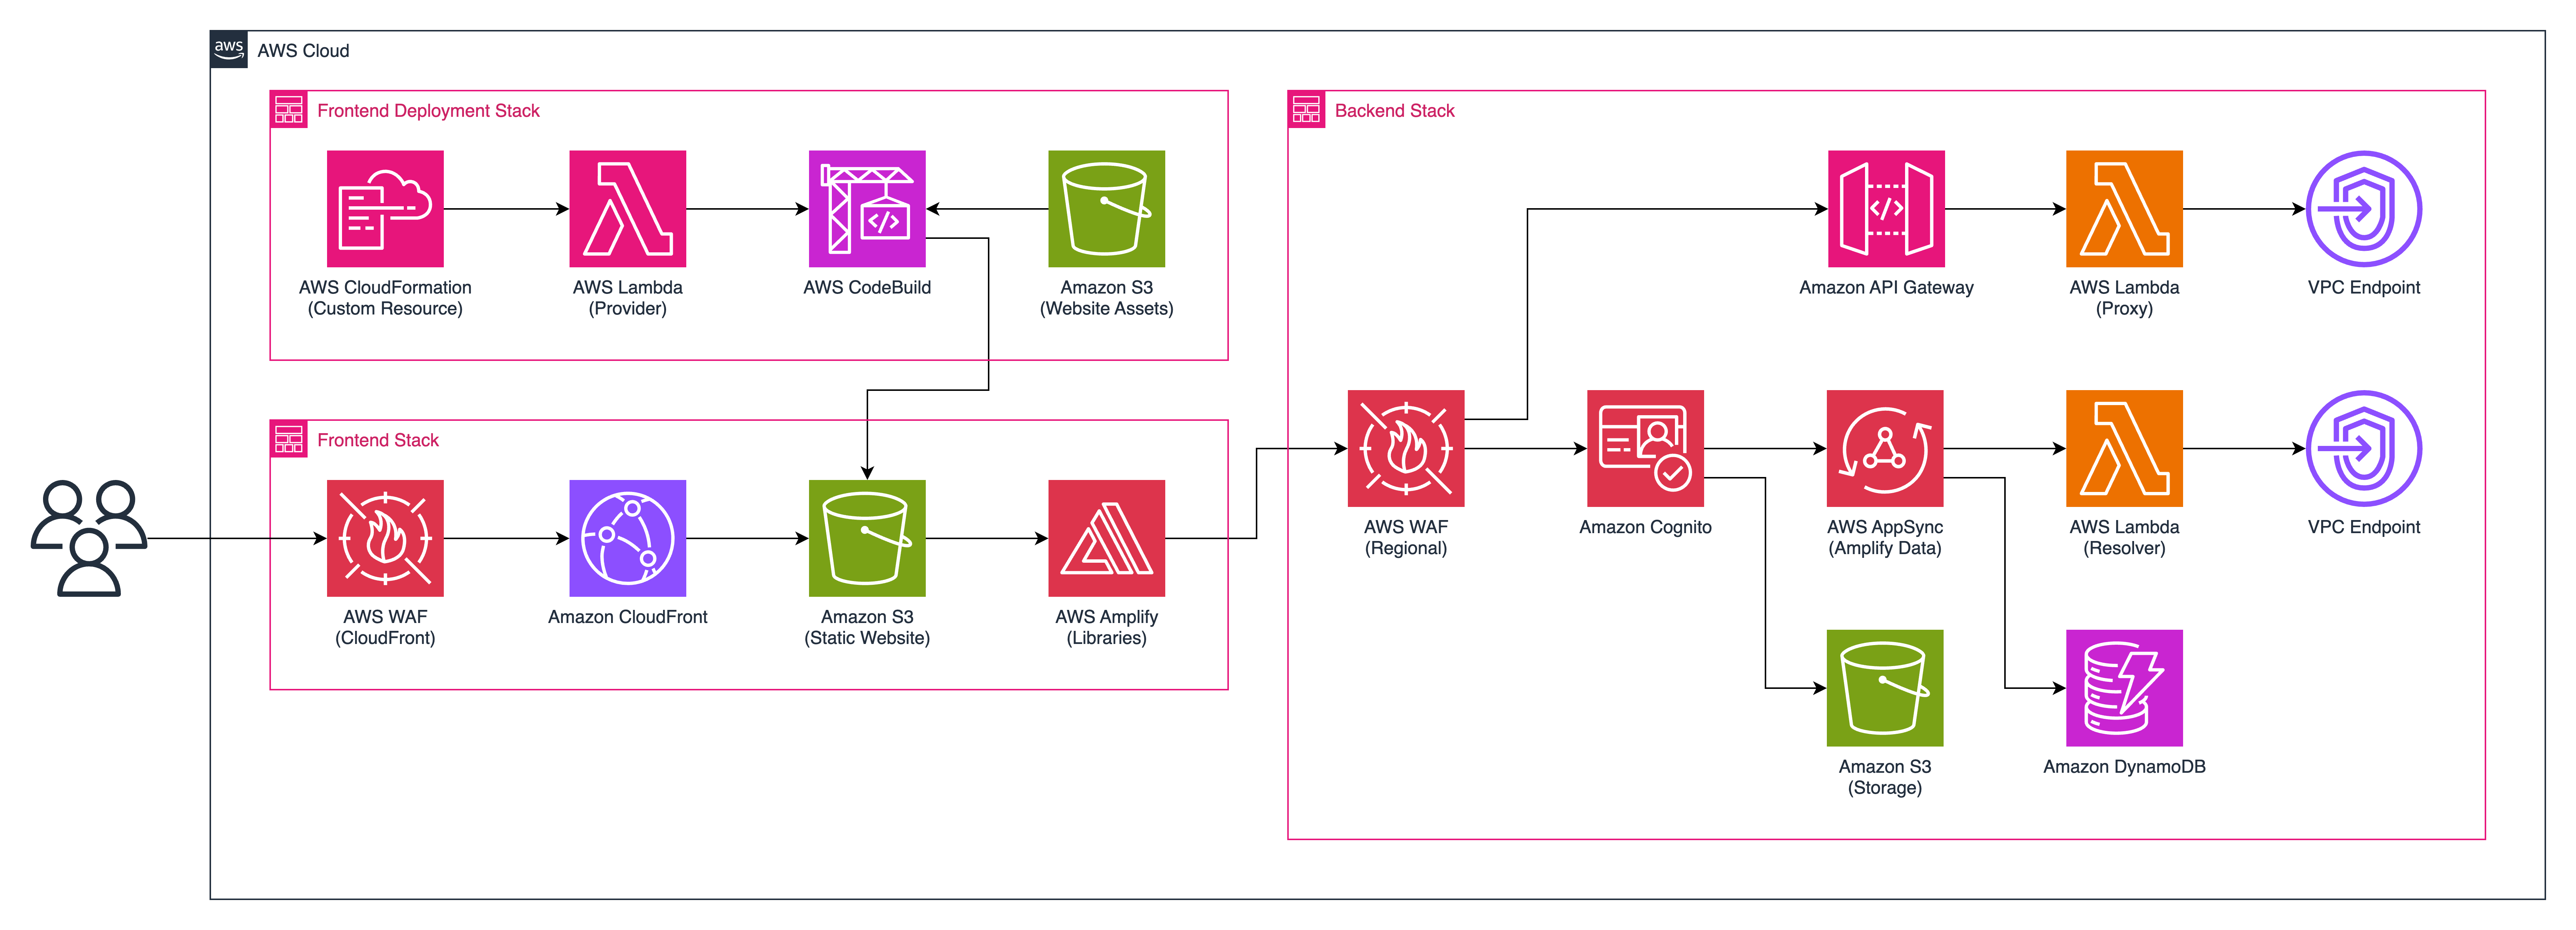 aws
AWS Cloud
Frontend Deployment Stack
AWS CloudFormation
(Custom Resource)
AWS Lambda
(Provider)
AWS CodeBuild
Amazon S3
(Website Assets)
Frontend Stack
AWS WAF
(CloudFront)
Amazon CloudFront
Amazon S3
(Static Website)
AWS Amplify
(Libraries)
Backend Stack
Amazon API Gateway
AWS Lambda
(Proxy)
VPC Endpoint
AWS WAF
(Regional)
Amazon Cognito
AWS AppSync
(Amplify Data)
AWS Lambda
(Resolver)
VPC Endpoint
Amazon S3
(Storage)
Amazon DynamoDB